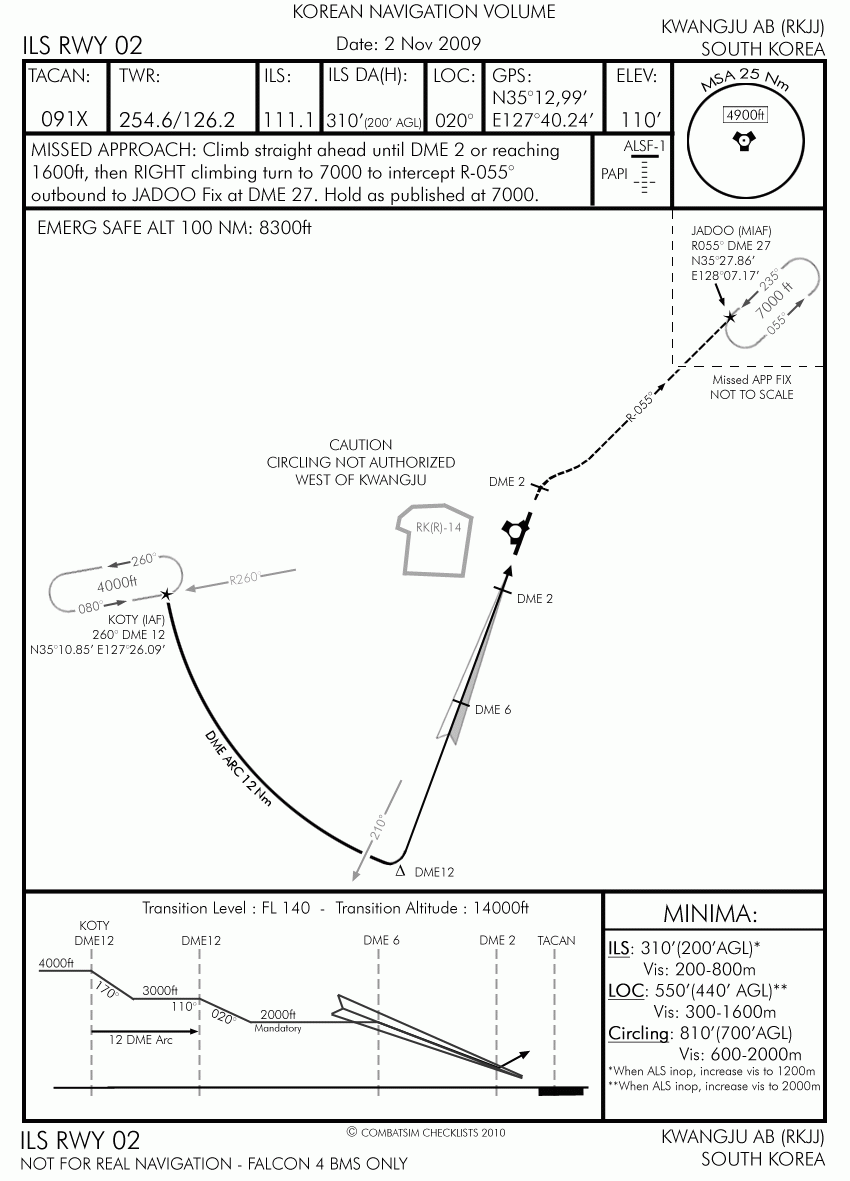 KOREAN NAVIGATION VOLUME
ILS RWY 02
Date: 2 Nov 2009
KWANGJU AB (RKJJ)
SOUTH KOREA
TACAN:
091X
TWR:
254.6/126.2
ILS:
111.1
ILS DA(H):
310'(200' AGL)
LOC:
020°
GPS:
N35°12,99'
E127°40.24'
ELEV:
110'
MSA 25 Nm
4900ft
MISSED APPROACH: Climb straight ahead until DME 2 or reaching
1600ft, then RIGHT climbing turn to 7000 to intercept R-055°
outbound to JADOO Fix at DME 27. Hold as published at 7000.
ALSF-1
PAPI
EMERG SAFE ALT 100 NM: 8300ft
JADOO (MIAF)
R055° DME 27
N35°27.86'
E128°07.17'
235°
7000 ft
055°
Missed APP FIX
NOT TO SCALE
R-055°
CAUTION
CIRCLING NOT AUTHORIZED
WEST OF KWANGJU
DME 2
RK(R)-14
260°
4000ft
080°
R260°
KOTY (IAF)
260° DME 12
N35°10.85' E127°26.09'
DME 2
DME 6
DME ARC 12 Nm
210°
DME12
Transition Level : FL 140 - Transition Altitude : 14000ft
KOTY
DME12
DME12
DME 6
DME 2
TACAN
4000ft
170°
3000ft
110°
020°
2000ft
Mandatory
12 DME Arc
MINIMA:
ILS: 310'(200'AGL)*
Vis: 200-800m
LOC: 550'(440' AGL)**
Vis: 300-1600m
Circling: 810'(700'AGL)
Vis: 600-2000m
*When ALS inop, increase vis to 1200m
**When ALS inop, increase vis to 2000m
ILS RWY 02
NOT FOR REAL NAVIGATION - FALCON 4 BMS ONLY
© COMBATSIM CHECKLISTS 2010
KWANGJU AB (RKJJ)
SOUTH KOREA